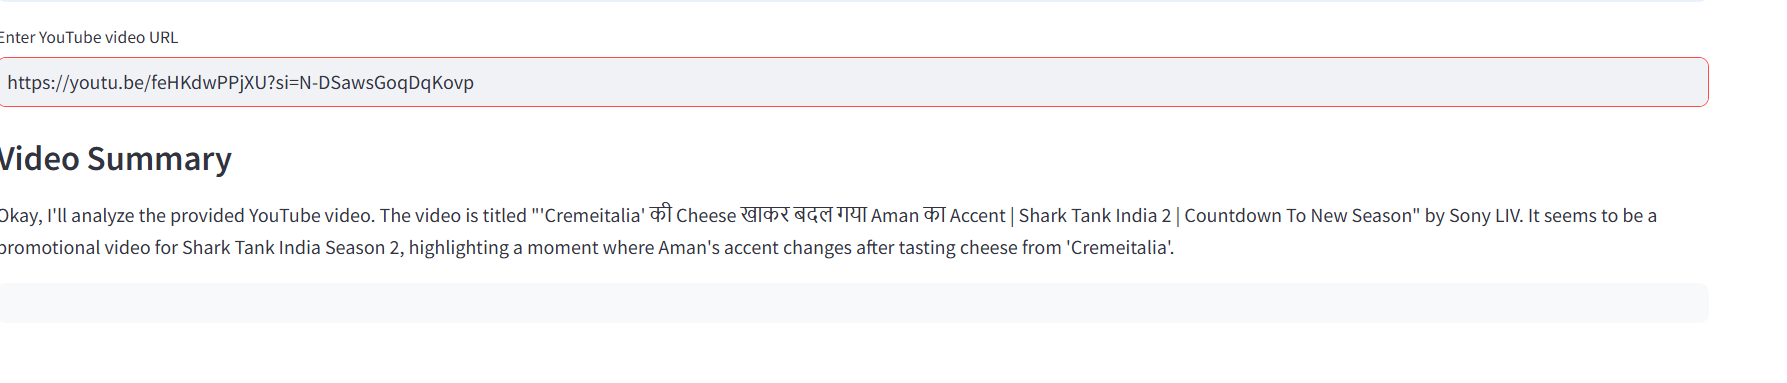 Enter YouTube video URL
https://youtu.be/feHKdwPPjXU?si=N-DSawsGoqDqKovp
Video Summary
Okay, I'll analyze the provided YouTube video. The video is titled "'Cremeitalia' की Cheese खाकर बदल गया Aman का Accent | Shark Tank India 2 | Countdown To New Season" by Sony LIV. It seems to be a
promotional video for Shark Tank India Season 2, highlighting a moment where Aman's accent changes after tasting cheese from 'Cremeitalia'.